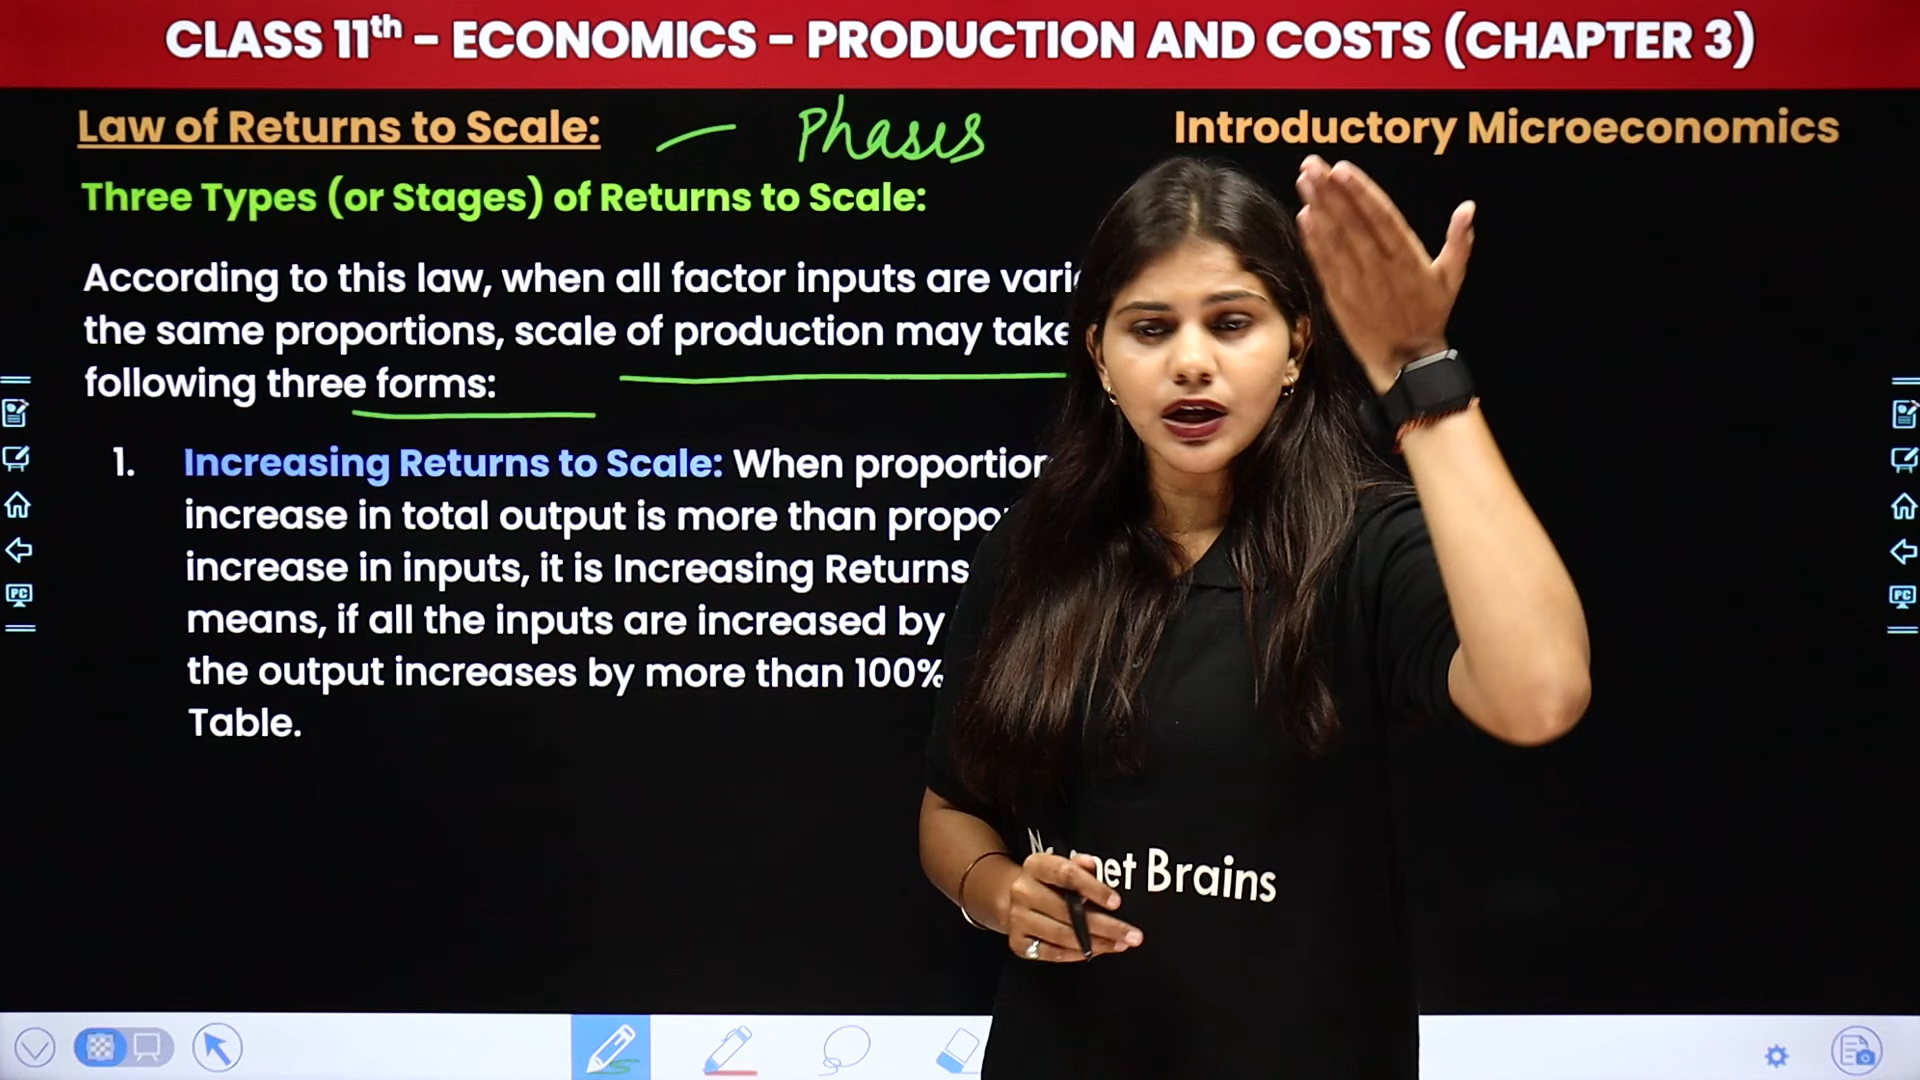 CLASS 11th - ECONOMICS - PRODUCTION AND COSTS (CHAPTER 3)
Law of Returns to Scale: — Phases
Introductory Microeconomics
Three Types (or Stages) of Returns to Scale:
According to this law, when all factor inputs are
the same proportions, scale of production may take
following three forms:
1. Increasing Returns to Scale: When
increase in total output is more than
increase in inputs, it is Increasing Returns
means, if all the inputs are increased by
the output increases by more than 100%
Table.
Brains
PC
PC